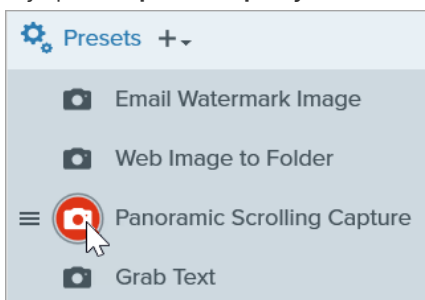 Presets
Email Watermark Image
Web Image to Folder
Panoramic Scrolling Capture
Grab Text